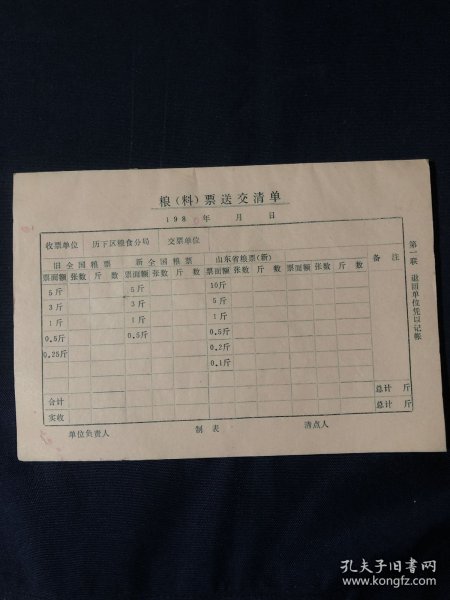 粮（料）票送交清单
198 年 月 日
收票单位 历下区粮食分局 交票单位
旧全国粮票 新全国粮票 山东省粮票(新) 备 注
票面额 张数 斤 数 票面额 张数 斤 数 票面额 张数 斤 数 票面额 张数 斤 数
5斤 5斤 10斤
3斤 3斤 5斤
1斤 1斤 1斤
0.5斤 0.5斤 0.5斤
0.25斤 0.2斤
0.1斤
合计 总计 斤
实收 总计 斤
单位负责人 制表 清点人
第一联 退回单位凭以记帐
孔夫子旧书网
www.kongfz.com